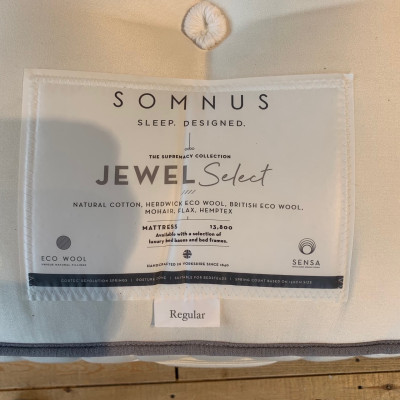 SOMNUS
SLEEP. DESIGNED.
THE SUPREMACY COLLECTION
JEWEL Select
NATURAL COTTON, HERDWICK ECO WOOL, BRITISH ECO WOOL,
MOHAIR, FLAX, HEMPTEX
MATTRESS 13,800
Available with a selection of
luxury bed bases and bed frames.
ECO WOOL
SENSA
HANDCRAFTED IN YORKSHIRE SINCE
Regular